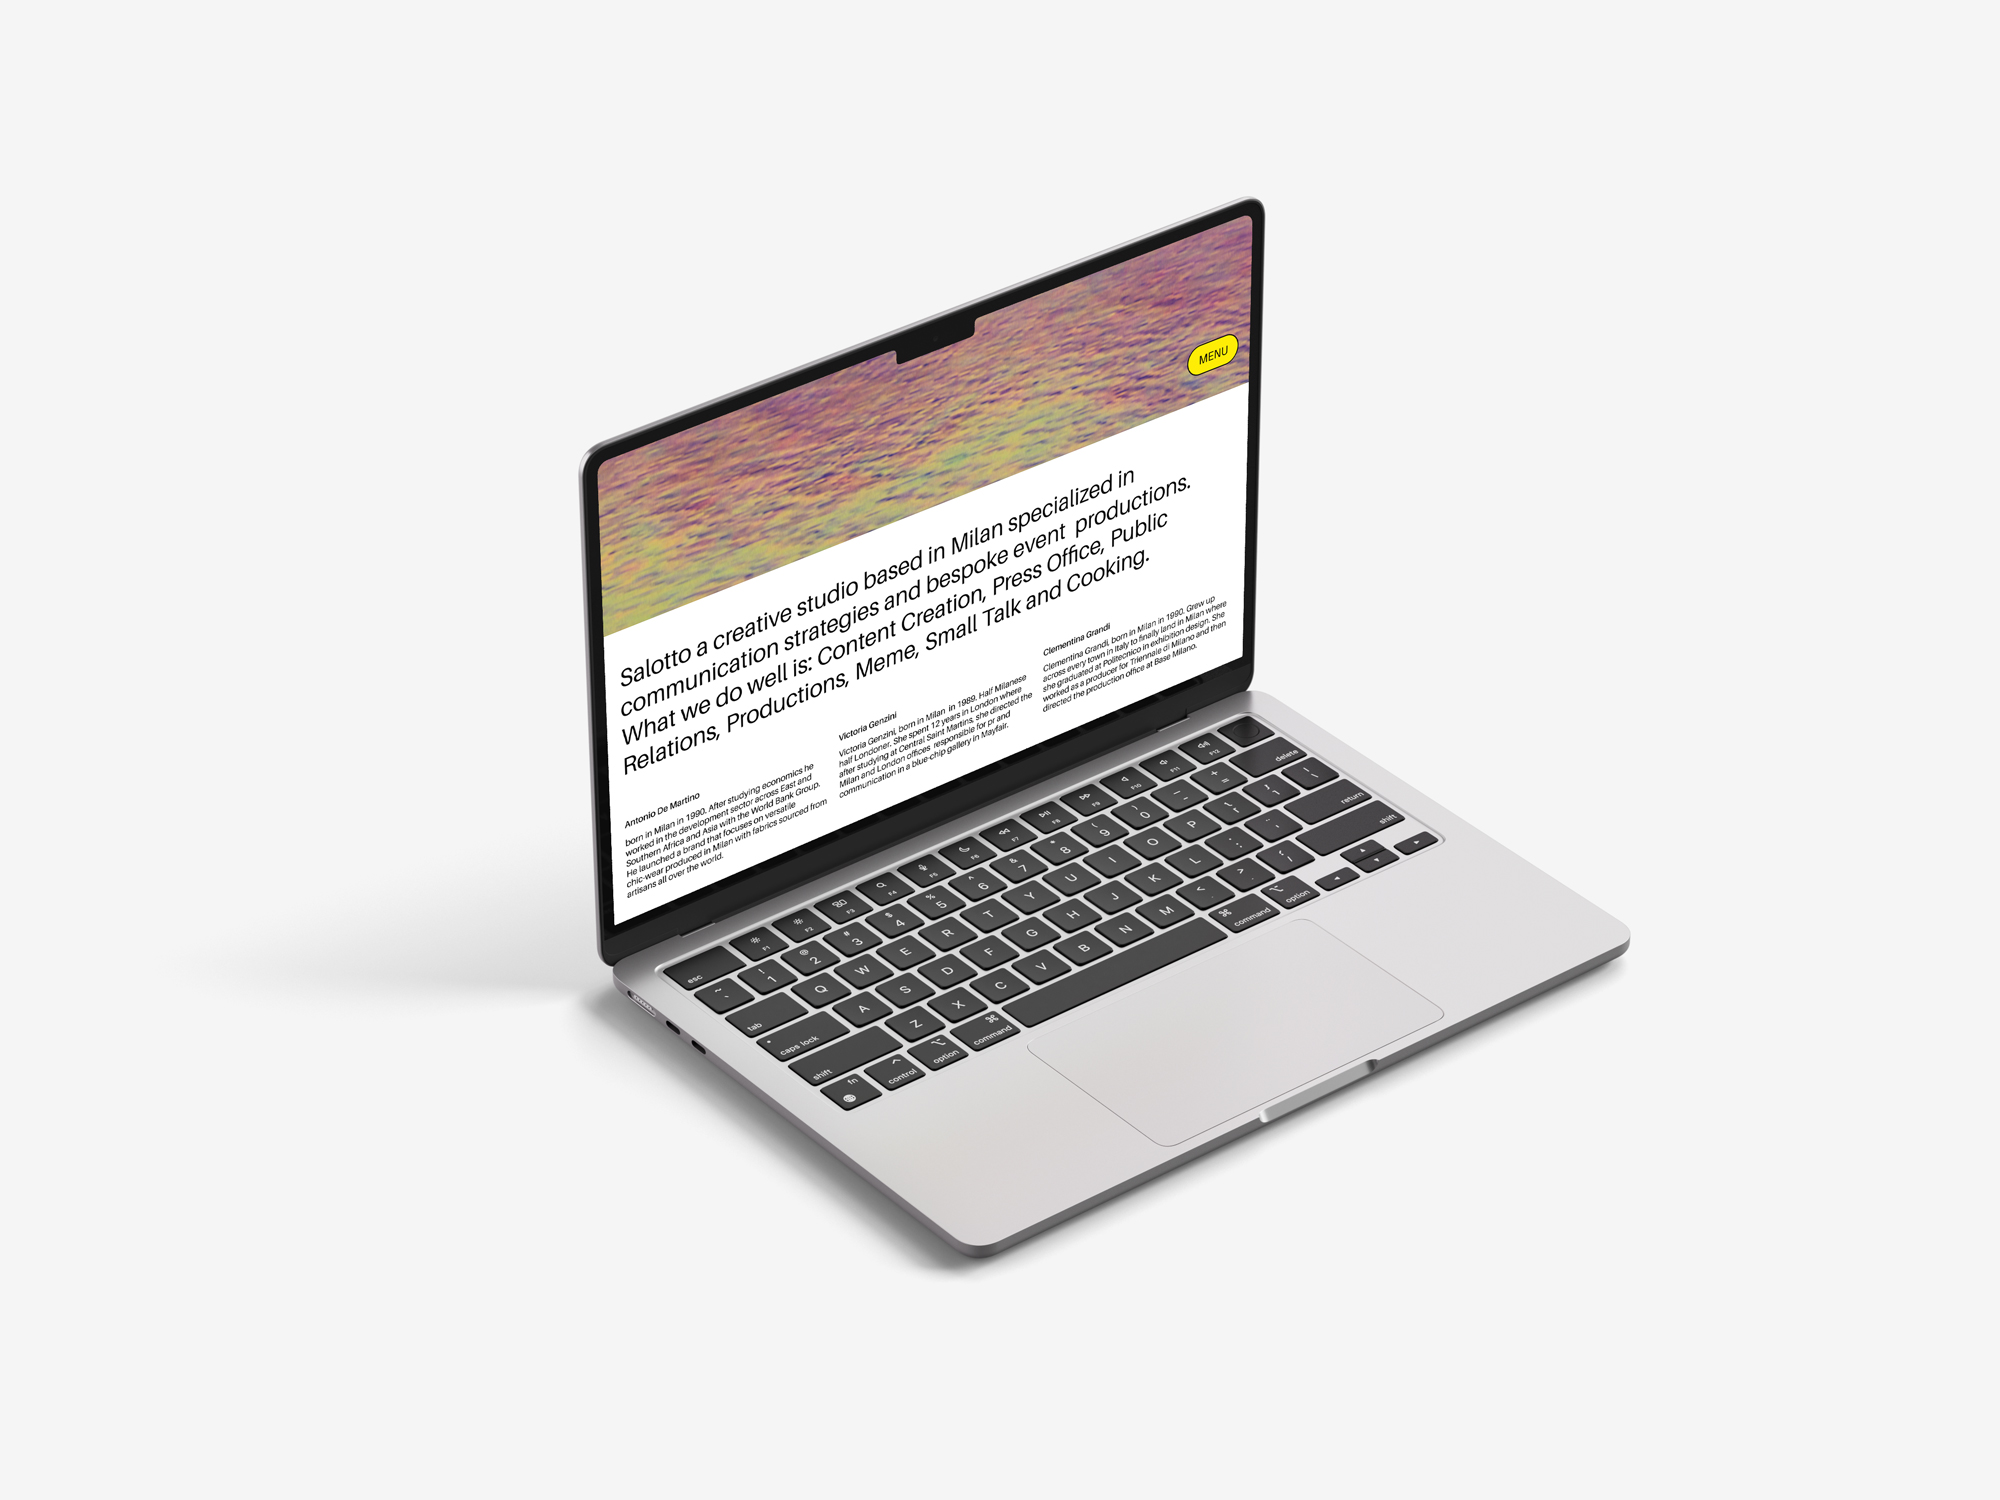 MENU
Salotto a creative studio based in Milan specialized in
communication strategies and bespoke event  productions.
What we do well is: Content Creation, Press Office, Public
Relations, Productions, Meme, Small Talk and Cooking.
Antonio De Martino
born in Milan in 1990. After studying economics he
worked in the development sector across East and
Southern Africa and Asia with the World Bank Group.
He launched a brand that focuses on versatile
chic-wear produced in Milan with fabrics sourced from
artisans all over the world.
Victoria Genzini
Victoria Genzini, born in Milan in 1989. Half Milanese
half Londoner. She spent 12 years in London where
after studying at Central Saint Martins, she directed the
Milan and London offices responsible for pr and
communication in a blue-chip gallery in Mayfair.
Clementina Grandi
Clementina Grandi, born in Milan in 1990. Grew up
across every town in Italy to finally land in Milan where
she graduated at Politecnico in exhibition design. She
worked as a producer for Triennale di Milano and then
directed the production office at Base Milano.
esc F1 F2 F3 F4 F5 F6 F7 F8 F9 F10 F11 F12
~ ` ! 1 @ 2 # 3 $ 4 % 5 ^ 6 & 7 * 8 ( 9 ) 0 _ - + = delete
tab Q W E R T Y U I O P { [ } ] | \
caps lock A S D F G H J K L : ; " ' return
shift Z X C V B N M < , > . ? / shift
fn control option command command option